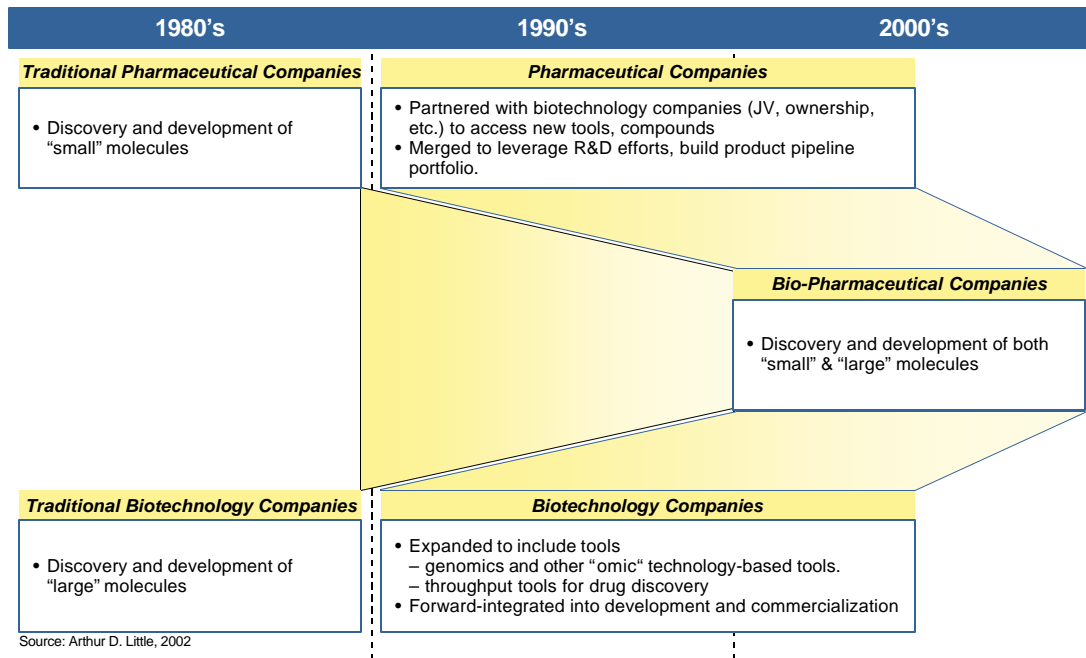 1980’s
1990’s
2000’s
Traditional Pharmaceutical Companies
• Discovery and development of
“small” molecules
Pharmaceutical Companies
• Partnered with biotechnology companies (JV, ownership,
etc.) to access new tools, compounds
• Merged to leverage R&D efforts, build product pipeline
portfolio.
Bio-Pharmaceutical Companies
• Discovery and development of both
“small” & “large” molecules
Traditional Biotechnology Companies
• Discovery and development of
“large” molecules
Biotechnology Companies
• Expanded to include tools
– genomics and other “omic“ technology-based tools.
– throughput tools for drug discovery
• Forward-integrated into development and commercialization
Source: Arthur D. Little, 2002